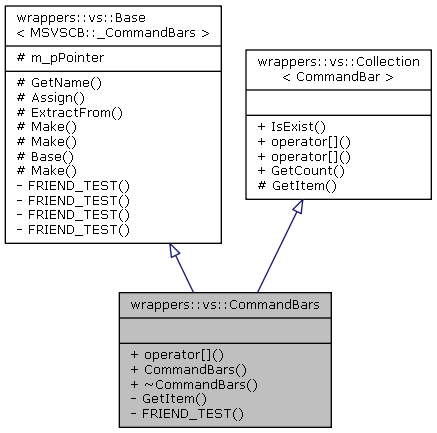 wrappers::vs::Base
< MSVSCB::_CommandBars >
# m_pPointer
# GetName()
# Assign()
# ExtractFrom()
# Make()
# Make()
# Base()
# Make()
- FRIEND_TEST()
- FRIEND_TEST()
- FRIEND_TEST()
- FRIEND_TEST()
wrappers::vs::Collection
< CommandBar >
+ IsExist()
+ operator[]()
+ operator[]()
+ GetCount()
# GetItem()
wrappers::vs::CommandBars
+ operator[]()
+ CommandBars()
+ ~CommandBars()
- GetItem()
- FRIEND_TEST()